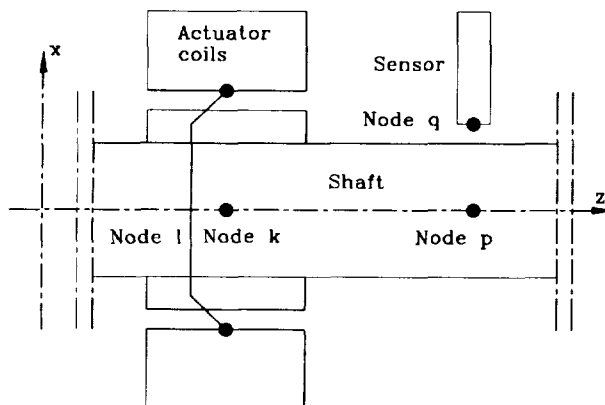 Actuator
coils
x
Sensor
Node q
Shaft
z
Node l
Node k
Node p